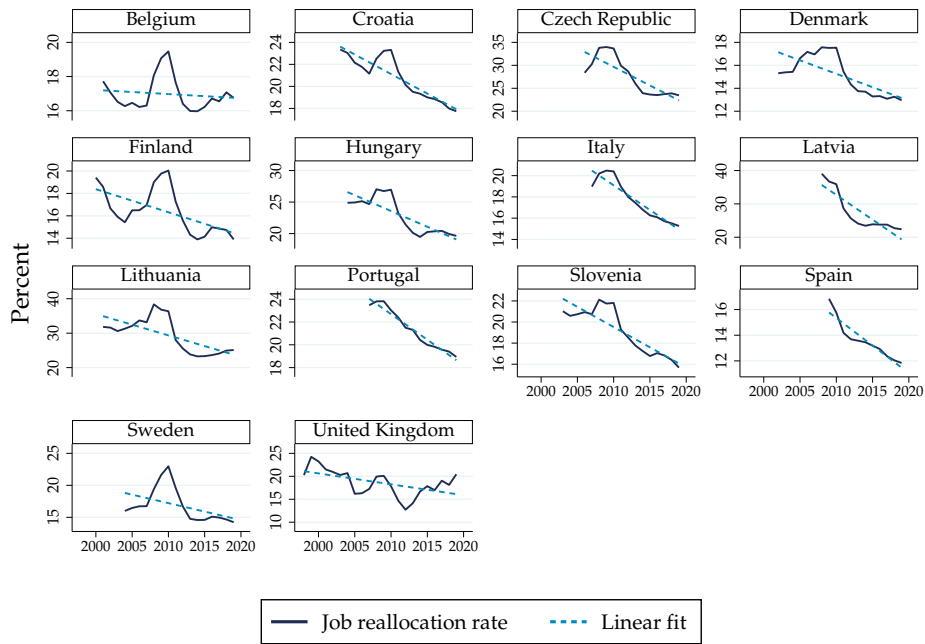 Belgium
Croatia
Czech Republic
Denmark
16 18 20
18 20 22 24
20 25 30 35
12 14 16 18
Finland
Hungary
Italy
Latvia
14 16 18 20
20 25 30
14 16 18 20
20 30 40
Percent
Lithuania
Portugal
Slovenia
Spain
20 30 40
18 20 22 24
16 18 20 22
12 14 16
2000 2005 2010 2015 2020
2000 2005 2010 2015 2020
Sweden
United Kingdom
15 20 25
10 15 20 25
2000 2005 2010 2015 2020
2000 2005 2010 2015 2020
Job reallocation rate
Linear fit